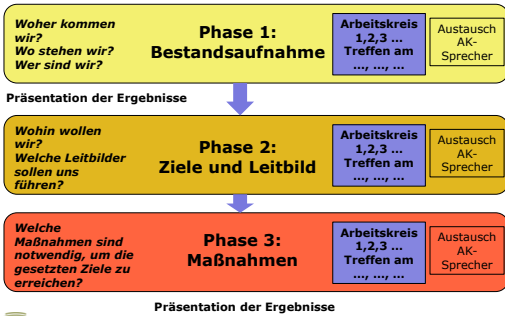 Woher kommen
wir?
Wo stehen wir?
Wer sind wir?
Phase 1:
Bestandsaufnahme
Arbeitskreis
1,2,3 ...
Treffen am
..., ..., ...
Austausch
AK-
Sprecher
Präsentation der Ergebnisse
Wohin wollen
wir?
Welche Leitbilder
sollen uns
führen?
Phase 2:
Ziele und Leitbild
Arbeitskreis
1,2,3 ...
Treffen am
..., ..., ...
Austausch
AK-
Sprecher
Welche
Maßnahmen sind
notwendig, um die
gesetzten Ziele zu
erreichen?
Phase 3:
Maßnahmen
Arbeitskreis
1,2,3 ...
Treffen am
..., ..., ...
Austausch
AK-
Sprecher
Präsentation der Ergebnisse